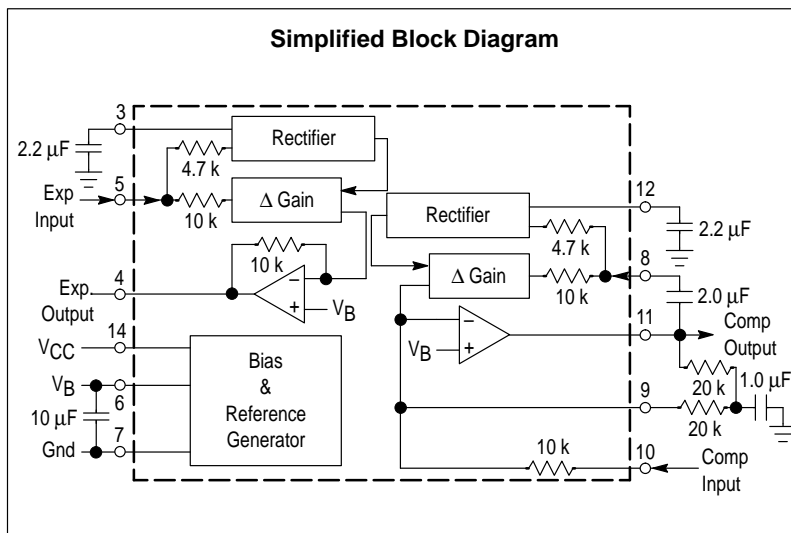 Simplified Block Diagram
3
Rectifier
2.2 µF
4.7 k
5
Exp
Input
10 k
Δ Gain
12
Rectifier
2.2 µF
4.7 k
8
10 k
Δ Gain
10 k
4
Exp.
Output
–
+
VB
2.0 µF
11
Comp
Output
–
+
VB
14
VCC
Bias
&
Reference
Generator
VB
6
10 µF
7
Gnd
20 k
1.0 µF
9
20 k
10 k
10
Comp
Input